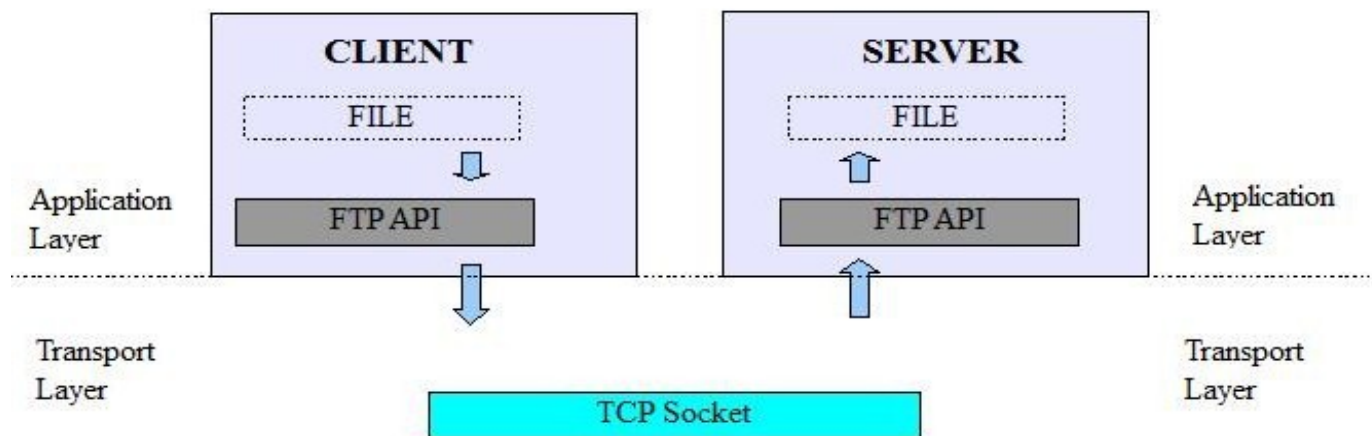 CLIENT
FILE
FTP API
SERVER
FILE
FTP API
Application
Layer
Application
Layer
Transport
Layer
Transport
Layer
TCP Socket